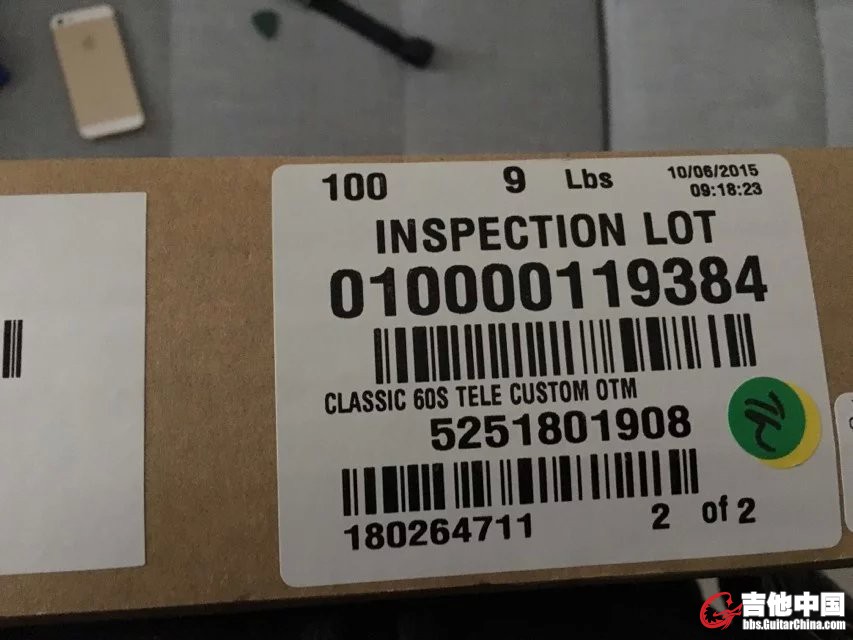 100 9 Lbs 10/06/2015
09:18:23
INSPECTION LOT
010000119384
CLASSIC 60S TELE CUSTOM OTM
5251801908
180264711 2 of 2
吉他中国
bbs.GuitarChina.com